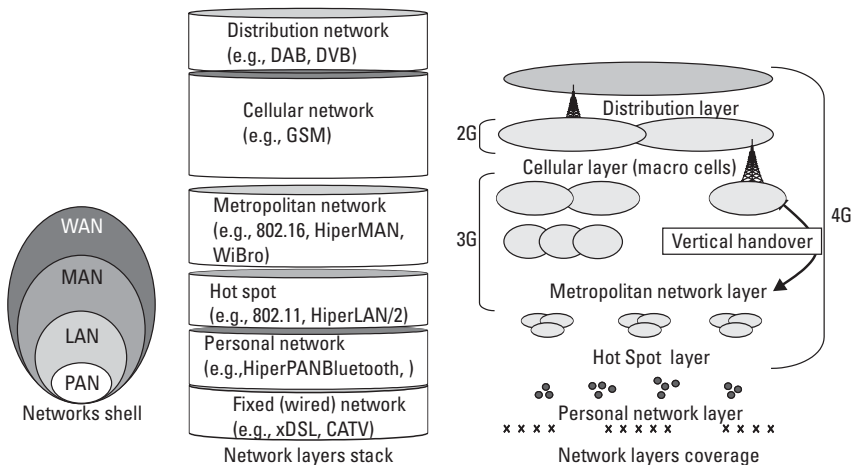 WAN
MAN
LAN
PAN
Networks shell
Distribution network
(e.g., DAB, DVB)
Cellular network
(e.g., GSM)
Metropolitan network
(e.g., 802.16, HiperMAN,
WiBro)
Hot spot
(e.g., 802.11, HiperLAN/2)
Personal network
(e.g.,HiperPANBluetooth, )
Fixed (wired) network
(e.g., xDSL, CATV)
Network layers stack
Distribution layer
2G
Cellular layer (macro cells)
3G
Vertical handover
4G
Metropolitan network layer
Hot Spot layer
Personal network layer
Network layers coverage